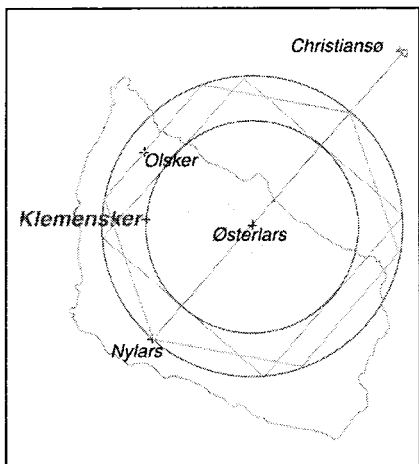 Christiansø
Olsker
Klemensker
Østerlars
Nylars